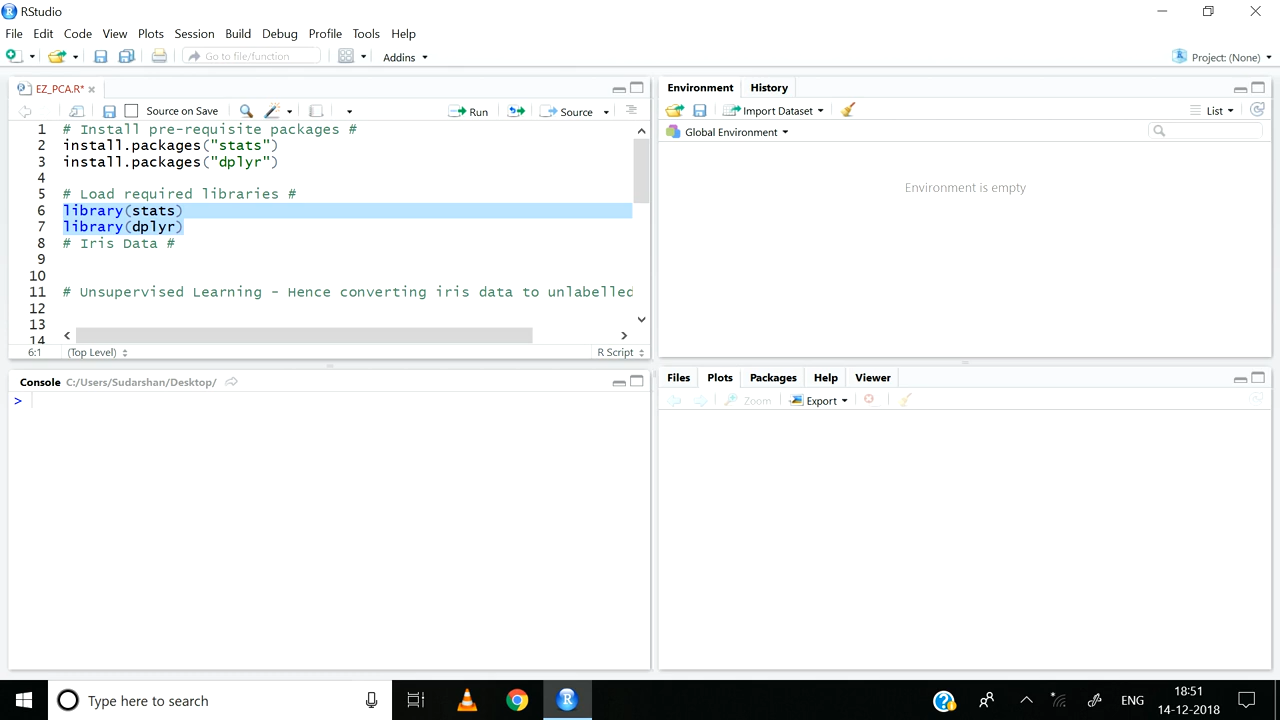 RStudio
File Edit Code View Plots Session Build Debug Profile Tools Help
Go to file/function Addins Project: (None)
EZ_PCA.R*
Source on Save Run Source
1 # Install pre-requisite packages #
2 install.packages("stats")
3 install.packages("dplyr")
4
5 # Load required libraries #
6 library(stats)
7 library(dplyr)
8 # Iris Data #
9
10
11 # Unsupervised Learning - Hence converting iris data to unlabelled
12
13
14
6:1 (Top Level) R Script
Console C:/Users/Sudarshan/Desktop/
>
Environment History
Import Dataset List
Global Environment
Environment is empty
Files Plots Packages Help Viewer
Zoom Export
Type here to search
ENG
18:51
14-12-2018